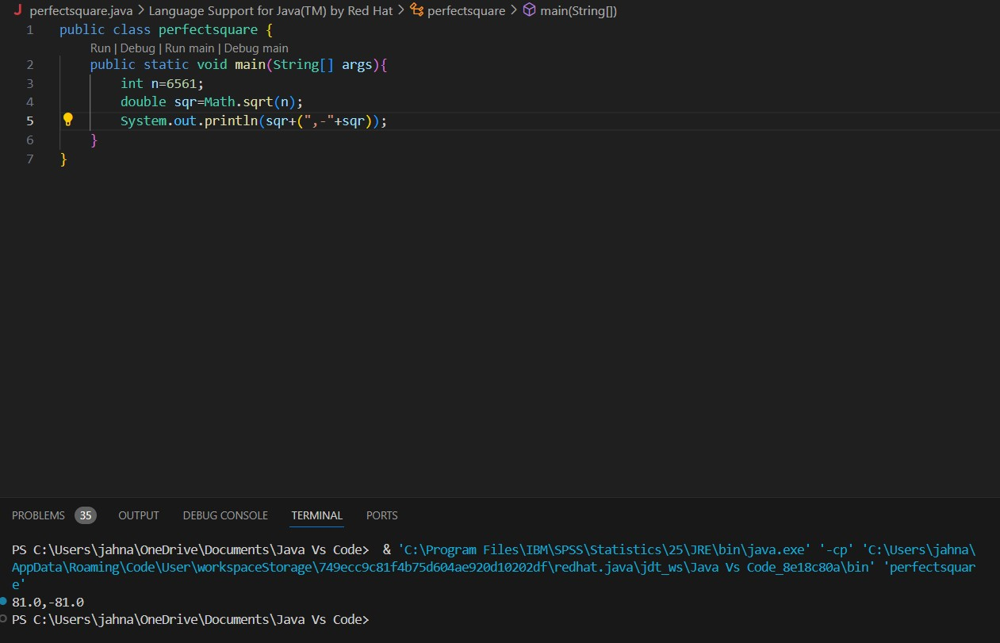 perfectsquare.java > Language Support for Java(TM) by Red Hat > perfectsquare > main(String[])
1 public class perfectsquare {
Run | Debug | Run main | Debug main
2 public static void main(String[] args){
3 int n=6561;
4 double sqr=Math.sqrt(n);
5 System.out.println(sqr+(",-"+sqr));
6 }
7 }
PROBLEMS 35 OUTPUT DEBUG CONSOLE TERMINAL PORTS
PS C:\Users\jahna\OneDrive\Documents\Java Vs Code>  & 'C:\Program Files\IBM\SPSS\Statistics\25\JRE\bin\java.exe' '-cp' 'C:\Users\jahna\
AppData\Roaming\Code\User\workspaceStorage\749ecc9c81f4b75d604ae920d10202df\redhat.java\jdt_ws\Java Vs Code_8e18c80a\bin' 'perfectsquar
e'
81.0,-81.0
PS C:\Users\jahna\OneDrive\Documents\Java Vs Code>